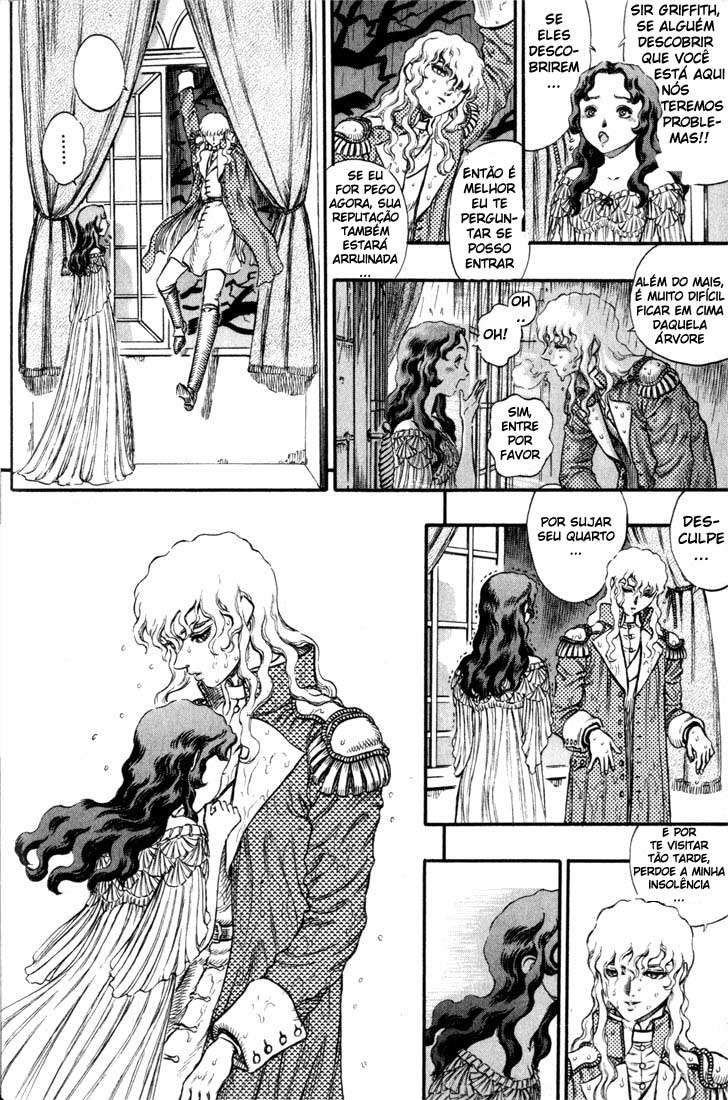 SIR GRIFFITH,
SE ALGUÉM
DESCOBRIR
QUE VOCÊ
ESTÁ AQUI
NÓS
TEREMOS
PROBLE-
MAS!!
SE
ELES
DESCO-
BRIREM
...
ENTÃO É
MELHOR
EU TE
PERGUN-
TAR SE
POSSO
ENTRAR
SE EU
FOR PEGO
AGORA, SUA
REPUTAÇÃO
TAMBÉM
ESTARÁ
ARRUINADA
...
ALÉM DO MAIS,
É MUITO DIFÍCIL
FICAR EM CIMA
DAQUELA
ÁRVORE
OH
..
OH!
SIM,
ENTRE
POR
FAVOR
......
DES-
CULPE
...
POR SUJAR
SEU QUARTO
...
E POR
TE VISITAR
TÃO TARDE,
PERDOE A MINHA
INSOLÊNCIA
...